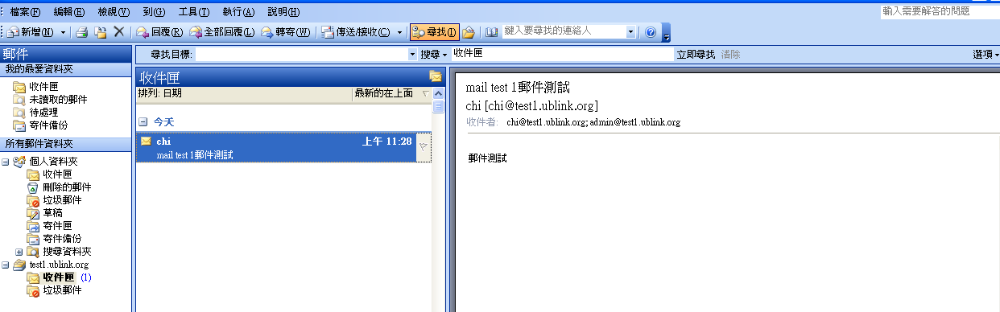 檔案(F) 編輯(E) 檢視(V) 到(G) 工具(T) 執行(A) 說明(H) 輸入需要解答的問題
新增(N) 回覆(R) 全部回覆(L) 轉寄(W) 傳送/接收(C) 尋找(I) 鍵入要尋找的連絡人
郵件 尋找目標: 搜尋 收件匣 立即尋找 清除 選項
我的最愛資料夾
收件匣
未讀取的郵件
待處理
寄件備份
所有郵件資料夾
個人資料夾
收件匣
刪除的郵件
垃圾郵件
草稿
寄件匣
寄件備份
搜尋資料夾
test1.ublink.org
收件匣 (1)
垃圾郵件
收件匣
排列: 日期 最新的在上面
今天
chi 上午 11:28
mail test 1郵件測試
mail test 1郵件測試
chi [chi@test1.ublink.org]
收件者: chi@test1.ublink.org; admin@test1.ublink.org
郵件測試